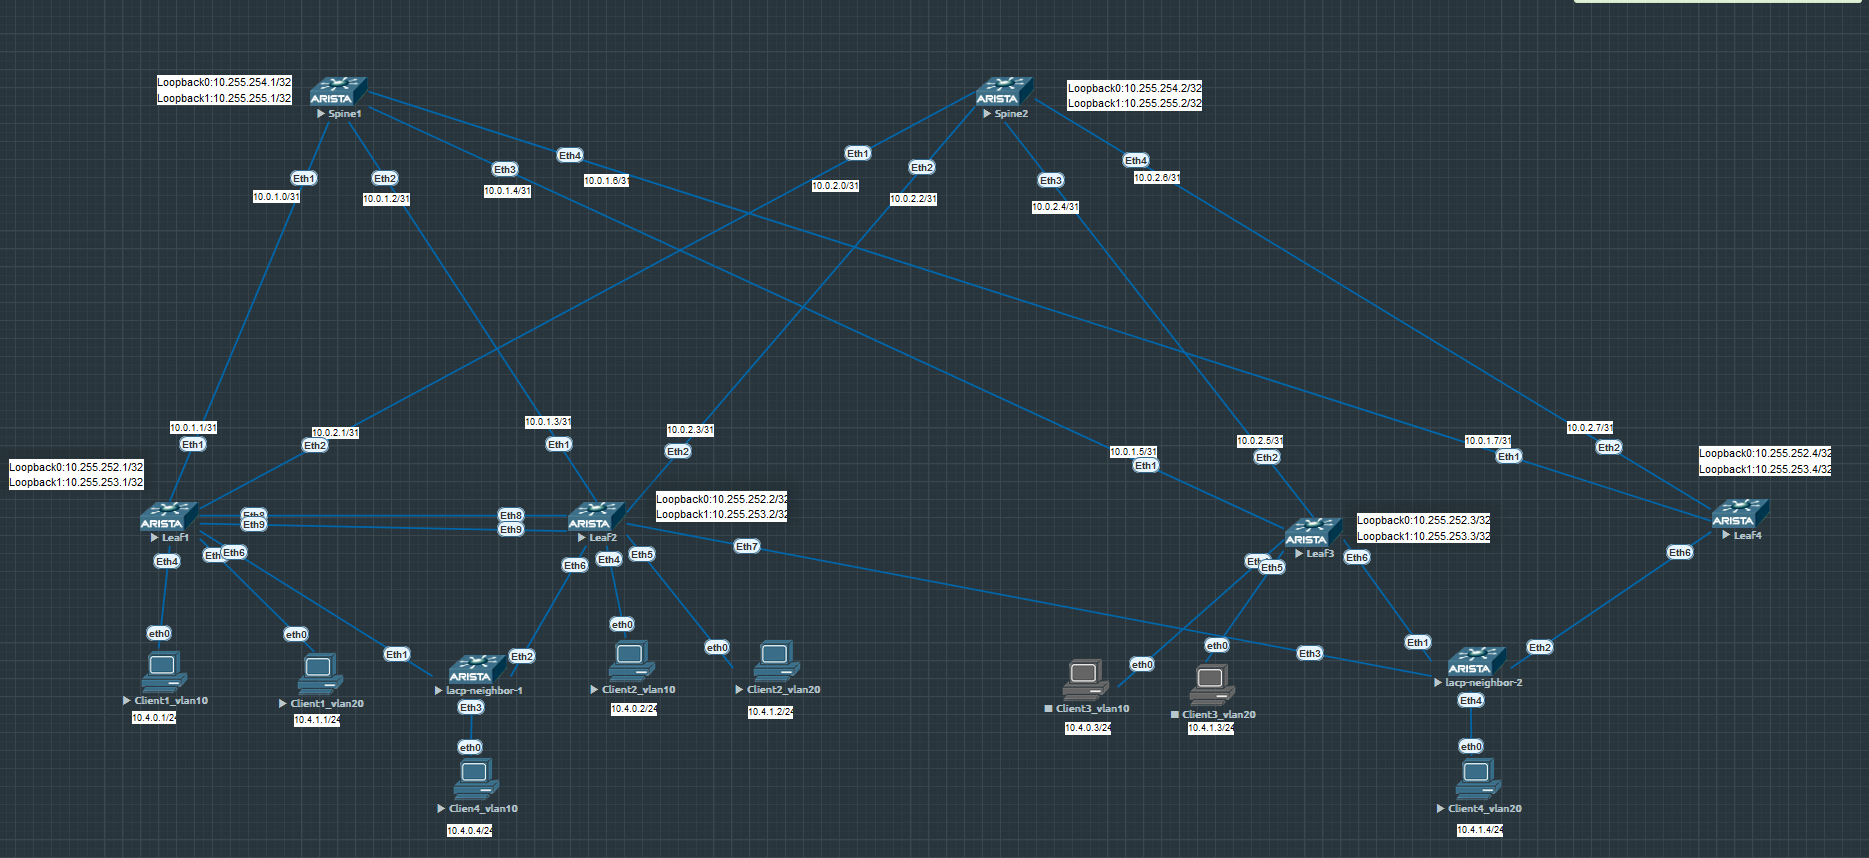 Loopback0:10.255.254.1/32
Loopback1:10.255.255.1/32
ARISTA
Spine1
ARISTA
Spine2
Loopback0:10.255.254.2/32
Loopback1:10.255.255.2/32
Eth1
10.0.1.0/31
Eth2
10.0.1.2/31
Eth3
10.0.1.4/31
Eth4
10.0.1.6/31
Eth1
10.0.2.0/31
Eth2
10.0.2.2/31
Eth3
10.0.2.4/31
Eth4
10.0.2.6/31
10.0.1.1/31
Eth1
10.0.2.1/31
Eth2
10.0.1.3/31
Eth1
10.0.2.3/31
Eth2
10.0.1.5/31
Eth1
10.0.2.5/31
Eth2
10.0.1.7/31
Eth1
10.0.2.7/31
Eth2
Loopback0:10.255.252.1/32
Loopback1:10.255.253.1/32
ARISTA
Leaf1
Eth8
Eth9
Eth8
Eth9
ARISTA
Leaf2
Loopback0:10.255.252.2/32
Loopback1:10.255.253.2/32
ARISTA
Leaf3
Loopback0:10.255.252.3/32
Loopback1:10.255.253.3/32
Loopback0:10.255.252.4/32
Loopback1:10.255.253.4/32
ARISTA
Leaf4
Eth4
Eth
Eth6
Eth6
Eth4
Eth5
Eth7
Eth5
Eth6
Eth6
eth0
Client1_vlan10
10.4.0.1/24
eth0
Client1_vlan20
10.4.1.1/24
Eth1
Eth2
ARISTA
lacp-neighbor-1
Eth3
eth0
Clien4_vlan10
10.4.0.4/24
eth0
Client2_vlan10
10.4.0.2/24
eth0
Client2_vlan20
10.4.1.2/24
eth0
Client3_vlan10
10.4.0.3/24
eth0
Client3_vlan20
10.4.1.3/24
Eth3
Eth1
Eth2
ARISTA
lacp-neighbor-2
Eth4
eth0
Client4_vlan20
10.4.1.4/24